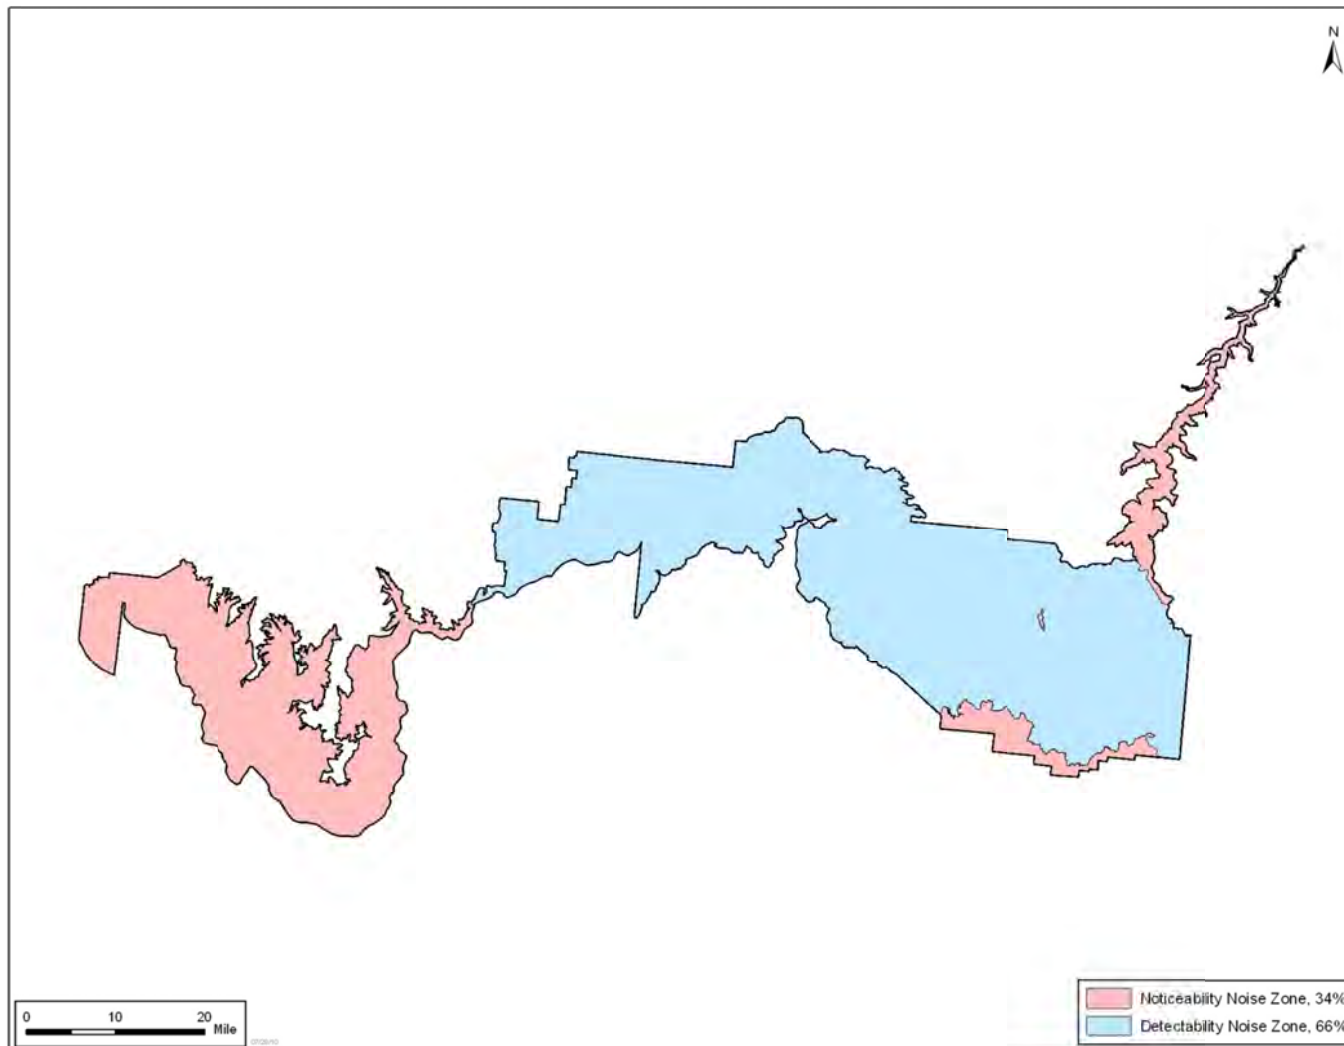 N
0 10 20
Mile
Noticeability Noise Zone, 34%
Detectability Noise Zone, 66%